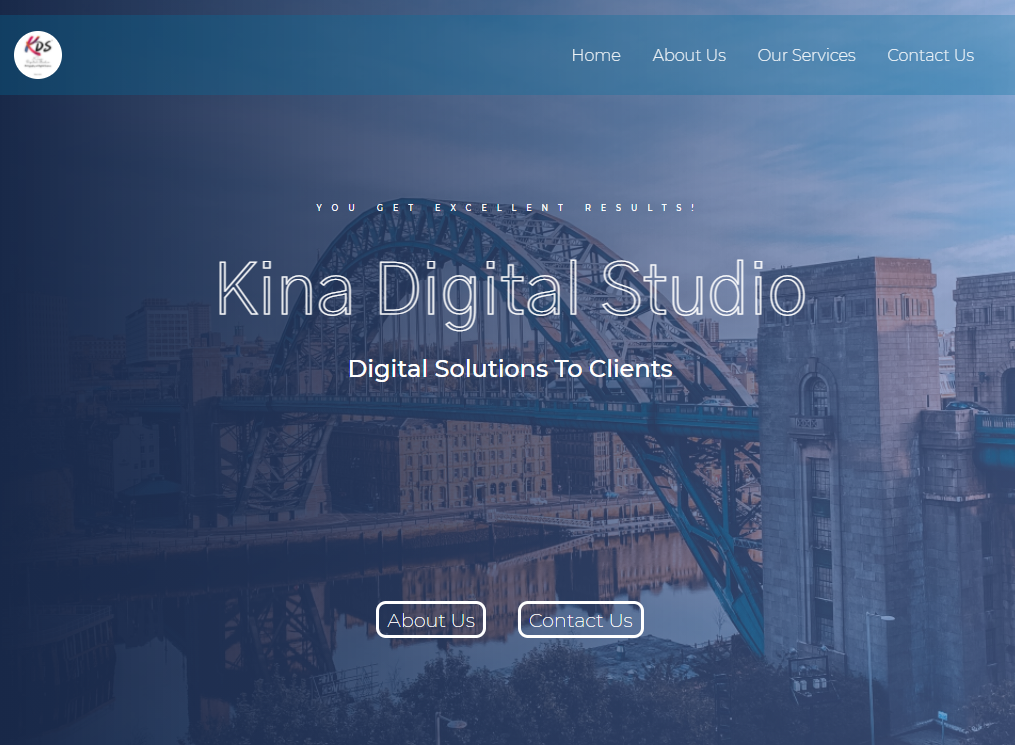 KDS
Home About Us Our Services Contact Us
YOU GET EXCELLENT RESULTS!
Kina Digital Studio
Digital Solutions To Clients
About Us Contact Us